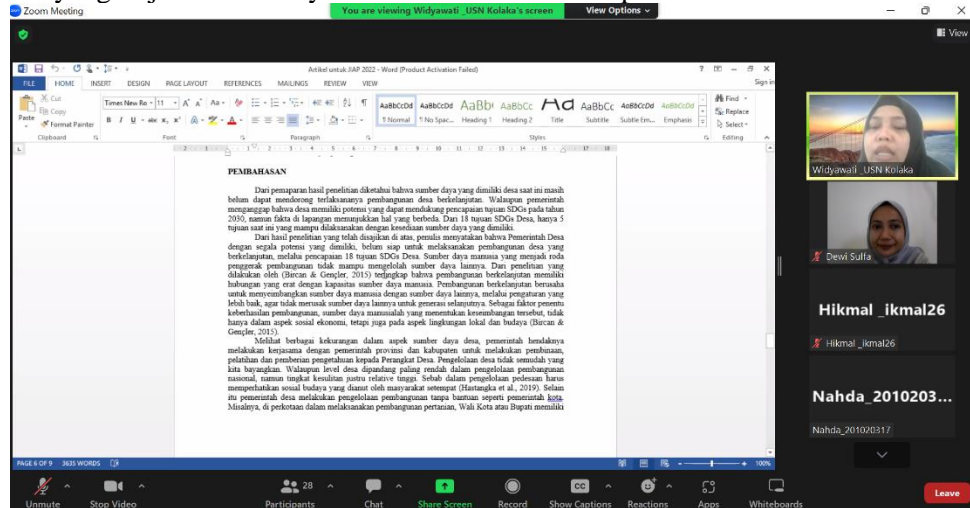 Zoom Meeting
You are viewing Widyawati _USN Kolaka's screen
View Options
View
Artikel untuk JIAP 2022 - Word (Product Activation Failed)
FILE HOME INSERT DESIGN PAGE LAYOUT REFERENCES MAILINGS REVIEW VIEW
Sign in
Paste
Cut
Copy
Format Painter
Clipboard
Times New Ro
11
Font
Paragraph
AaBbCcDd AaBbCcDd AaBbC AaBbCc AaBbCcC AaBbCcDd AaBbCcDd
1 Normal 1 No Spac... Heading 1 Heading 2 Title Subtitle Subtle Em... Emphasis
Styles
Find
Replace
Select
Editing
PEMBAHASAN
Dari pemaparan hasil penelitian diketahui bahwa sumber daya yang dimiliki desa saat ini masih
belum dapat mendorong terlaksananya pembangunan desa berkelanjutan. Walaupun pemerintah
menganggap bahwa desa memiliki potensi yang dapat mendukung pencapaian tujuan SDGs pada tahun
2030, namun fakta di lapangan menunjukkan hal yang berbeda. Dari 18 tujuan SDGs Desa, hanya 5
tujuan saat ini yang mampu dilaksanakan dengan kesediaan sumber daya yang dimiliki.
Dari hasil penelitian yang telah disajikan di atas, penulis menyatakan bahwa Pemerintah Desa
dengan segala potensi yang dimiliki, belum siap untuk melaksanakan pembangunan desa yang
berkelanjutan, melalui pencapaian 18 tujuan SDGs Desa. Sumber daya manusia yang menjadi roda
penggerak pembangunan tidak mampu mengelolah sumber daya lainnya. Dari penelitian yang
dilakukan oleh (Bircan & Gençler, 2015) terungkap bahwa pembangunan berkelanjutan memiliki
hubungan yang erat dengan kapasitas sumber daya manusia. Pembangunan berkelanjutan berusaha
untuk menyeimbangkan sumber daya manusia dengan sumber daya lainnya, melalui pengaturan yang
lebih baik, agar tidak merusak sumber daya lainnya untuk generasi selanjutnya. Sebagai faktor penentu
keberhasilan pembangunan, sumber daya manusialah yang menentukan keseimbangan tersebut, tidak
hanya dalam aspek sosial ekonomi, tetapi juga pada aspek lingkungan lokal dan budaya (Bircan &
Gençler, 2015).
Melihat berbagai kekurangan dalam aspek sumber daya desa, pemerintah hendaknya
melakukan kerjasama dengan pemerintah provinsi dan kabupaten untuk melakukan pembinaan,
pelatihan dan pemberian pengetahuan kepada Perangkat Desa. Pengelolaan desa tidak semudah yang
kita bayangkan. Walaupun level desa dipandang paling rendah dalam pengelolaan pembangunan
nasional, namun tingkat kesulitan justru relative tinggi. Sebab dalam pengelolaan pedesaan harus
memperhatikan sosial budaya yang dianut oleh masyarakat setempat (Hastangka et al., 2019). Selain
itu pemerintah desa melakukan pengelolaan pembangunan tanpa bantuan seperti pemerintah kota.
Misalnya, di perkotaan dalam melaksanakan pembangunan pertanian, Wali Kota atau Bupati memiliki
PAGE 6 OF 9 3635 WORDS
100%
Widyawati _USN Kolaka
Dewi Sulfa
Hikmal _ikmal26
Hikmal _ikmal26
Nahda_2010203...
Nahda_201020317
Unmute
Stop Video
28
Participants
Chat
Share Screen
Record
CC
Show Captions
Reactions
Apps
Whiteboards
Leave